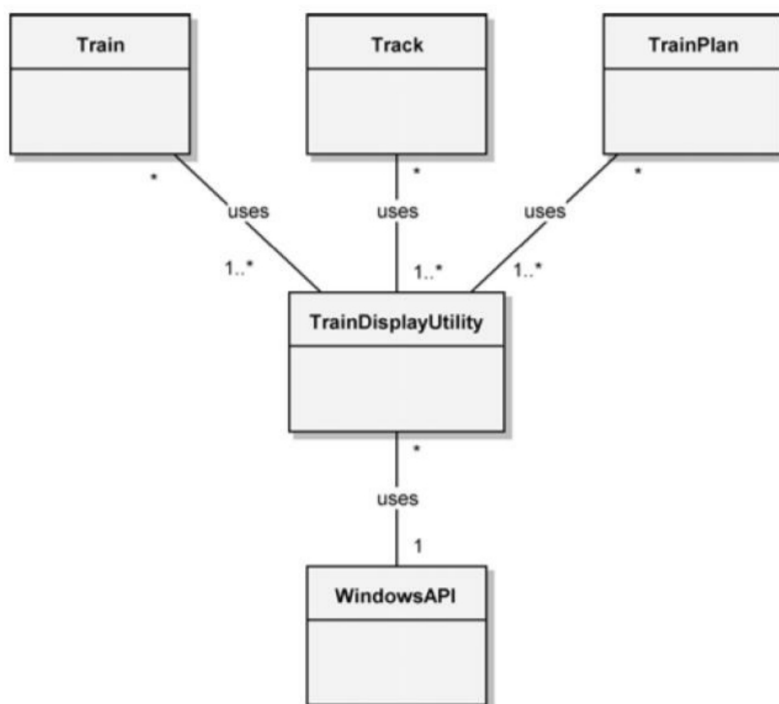 Train
Track
TrainPlan
* * *
uses uses uses
1..* 1..* 1..*
TrainDisplayUtility
*
uses
1
WindowsAPI